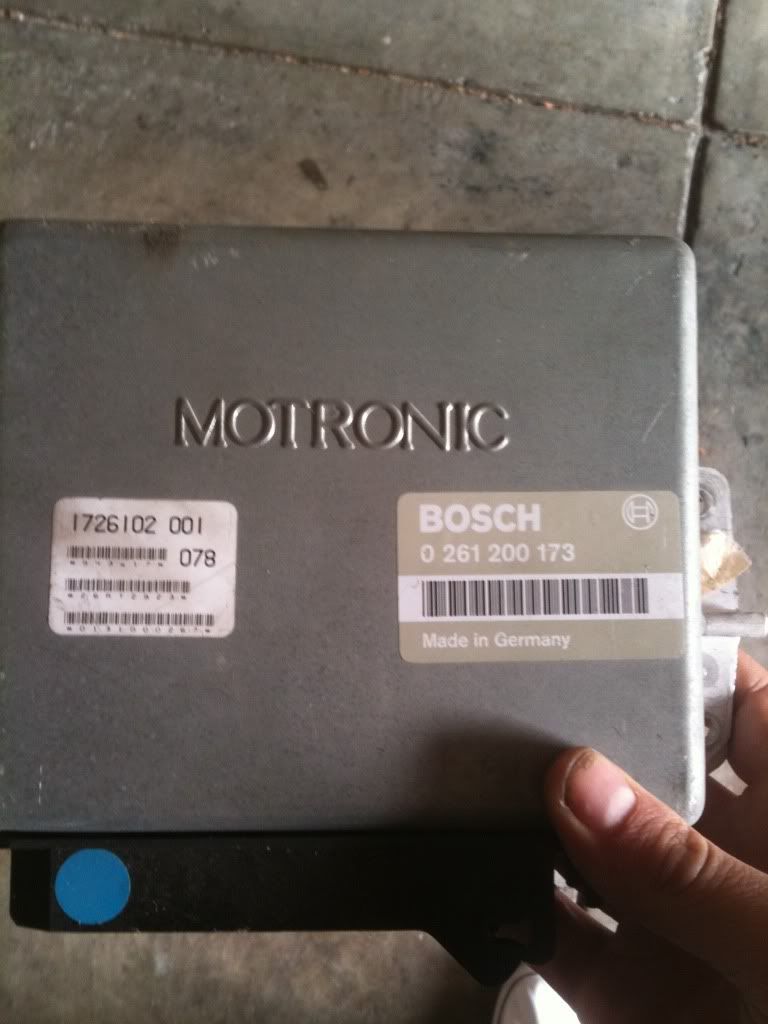 MOTRONIC
1726102 001
078
BOSCH
0 261 200 173
Made in Germany